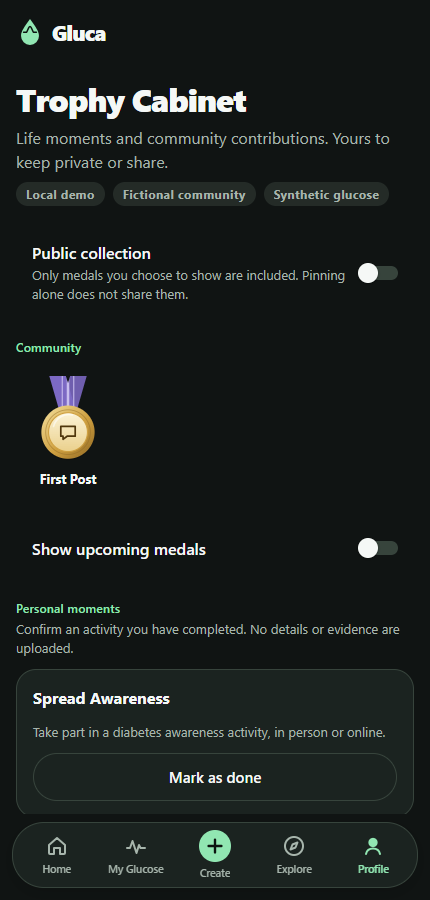 Gluca
Trophy Cabinet
Life moments and community contributions. Yours to
keep private or share.
Local demo
Fictional community
Synthetic glucose
Public collection
Only medals you choose to show are included. Pinning
alone does not share them.
Community
First Post
Show upcoming medals
Personal moments
Confirm an activity you have completed. No details or evidence are
uploaded.
Spread Awareness
Take part in a diabetes awareness activity, in person or online.
Mark as done
Home
My Glucose
Create
Explore
Profile